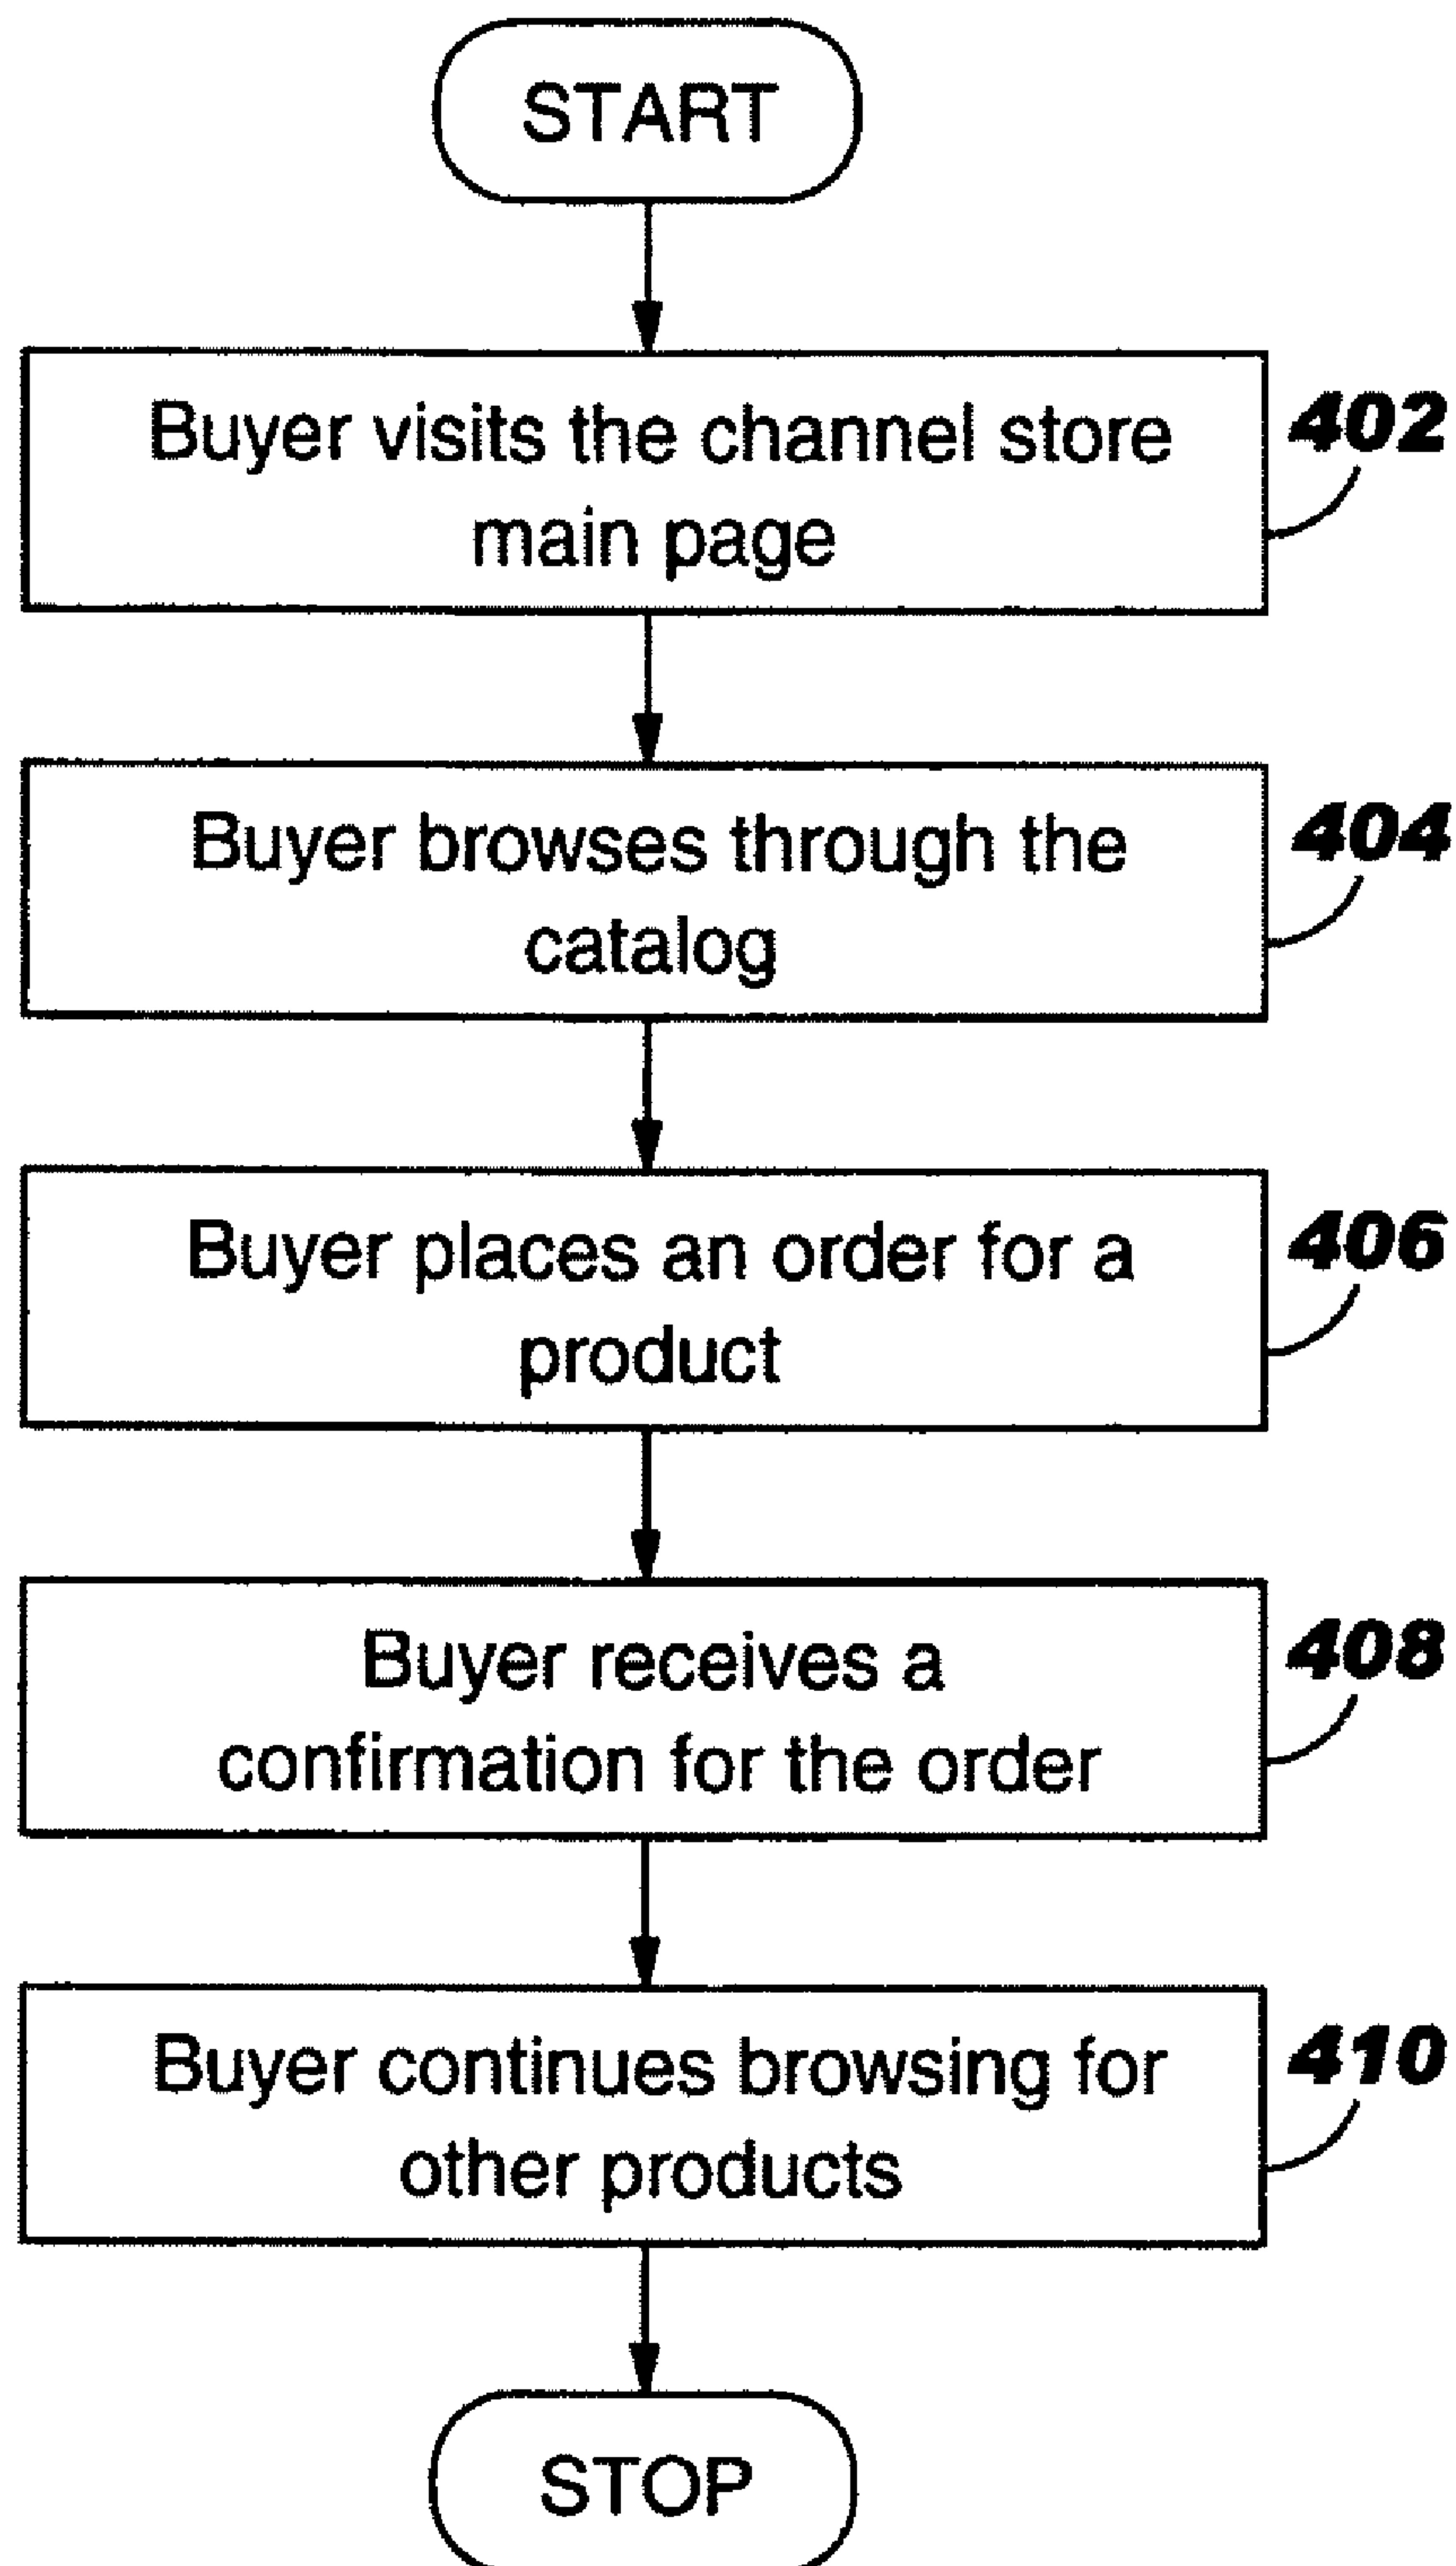 START
Buyer visits the channel store
main page
402
Buyer browses through the
catalog
404
Buyer places an order for a
product
406
Buyer receives a
confirmation for the order
408
Buyer continues browsing for
other products
410
STOP